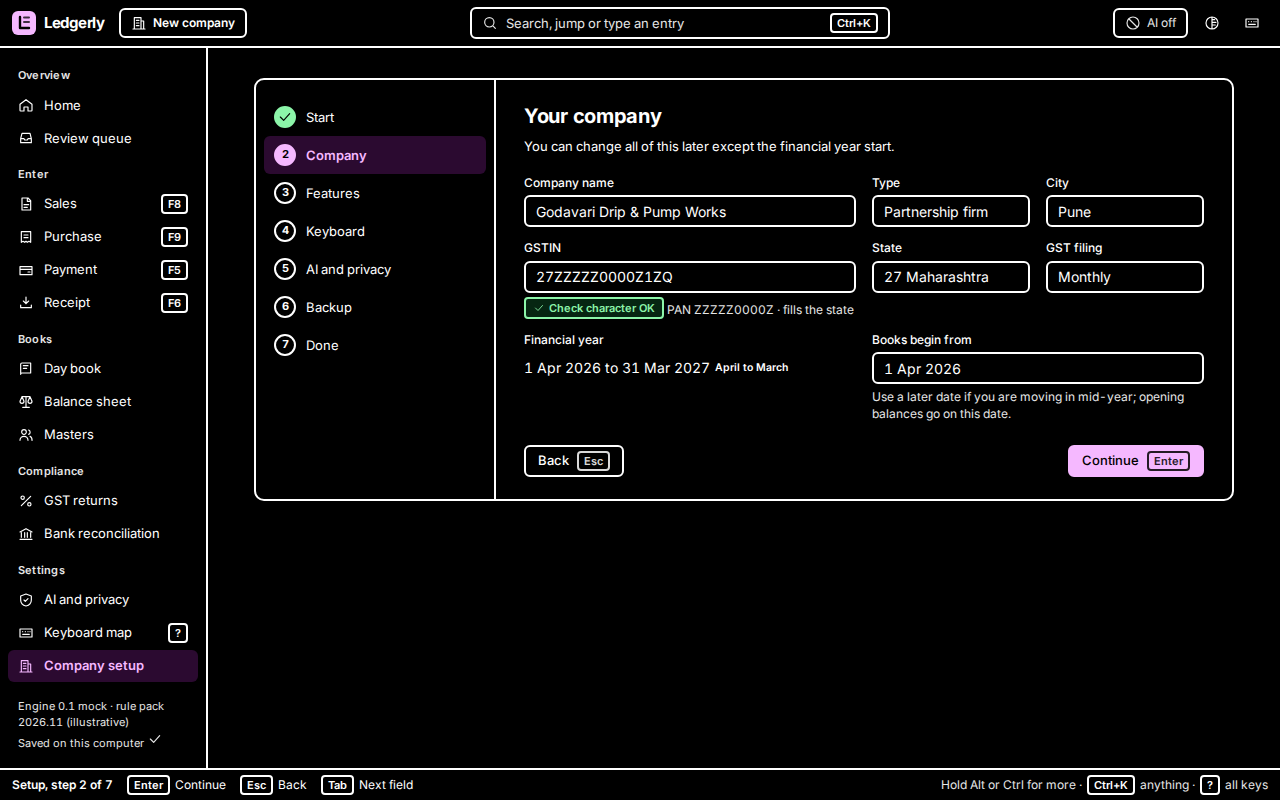 Ledgerly
New company
Search, jump or type an entry
Ctrl+K
AI off
Overview
Home
Review queue
Enter
Sales F8
Purchase F9
Payment F5
Receipt F6
Books
Day book
Balance sheet
Masters
Compliance
GST returns
Bank reconciliation
Settings
AI and privacy
Keyboard map ?
Company setup
Engine 0.1 mock · rule pack
2026.11 (illustrative)
Saved on this computer
Start
2 Company
3 Features
4 Keyboard
5 AI and privacy
6 Backup
7 Done
Your company
You can change all of this later except the financial year start.
Company name
Godavari Drip & Pump Works
Type
Partnership firm
City
Pune
GSTIN
27ZZZZZ0000Z1ZQ
Check character OK PAN ZZZZZ0000Z · fills the state
State
27 Maharashtra
GST filing
Monthly
Financial year
1 Apr 2026 to 31 Mar 2027 April to March
Books begin from
1 Apr 2026
Use a later date if you are moving in mid-year; opening
balances go on this date.
Back Esc
Continue Enter
Setup, step 2 of 7 Enter Continue Esc Back Tab Next field
Hold Alt or Ctrl for more · Ctrl+K anything · ? all keys